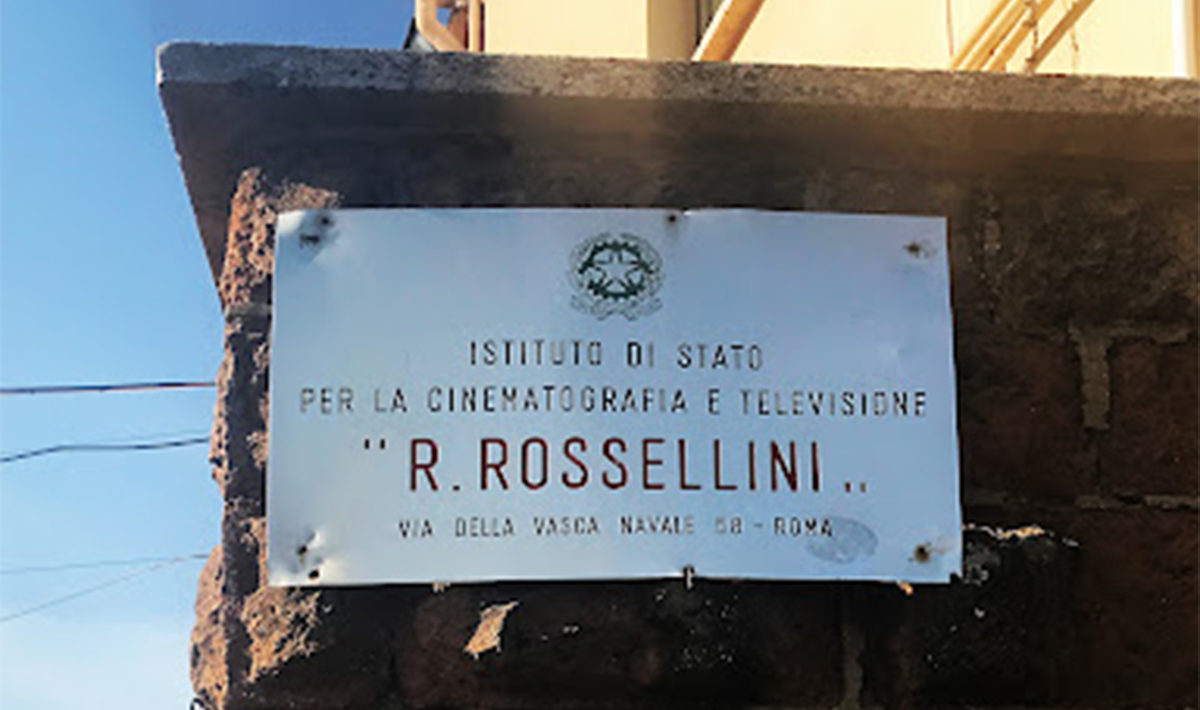 ISTITUTO DI STATO
PER LA CINEMATOGRAFIA E TELEVISIONE
" R. ROSSELLINI „
VIA DELLA VASCA NAVALE 58 - ROMA